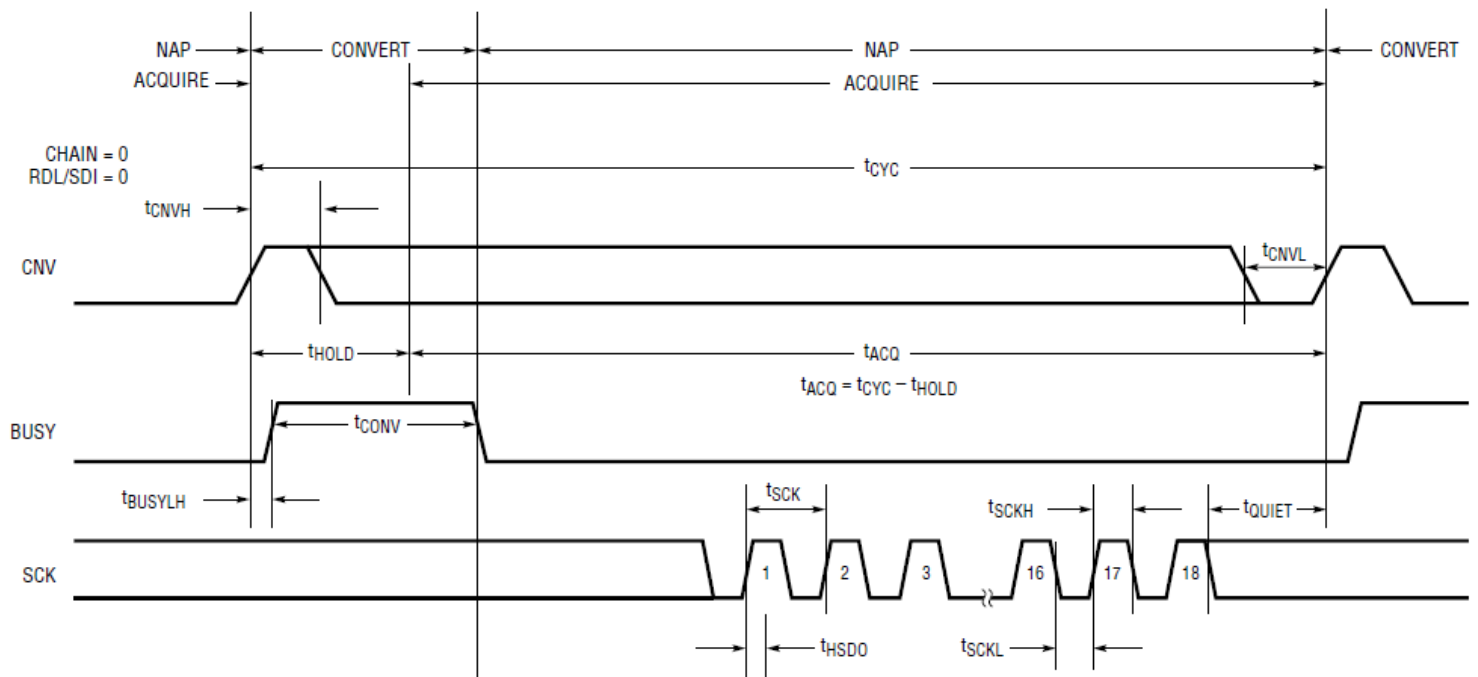 NAP CONVERT NAP CONVERT
ACQUIRE ACQUIRE
CHAIN = 0
RDL/SDI = 0
tCYC
tCNVH
CNV
tCNVL
tHOLD tACQ
tACQ = tCYC – tHOLD
BUSY
tCONV
tBUSYLH
tSCK
tSCKH
tQUIET
SCK
1 2 3 16 17 18
tHSDO
tSCKL